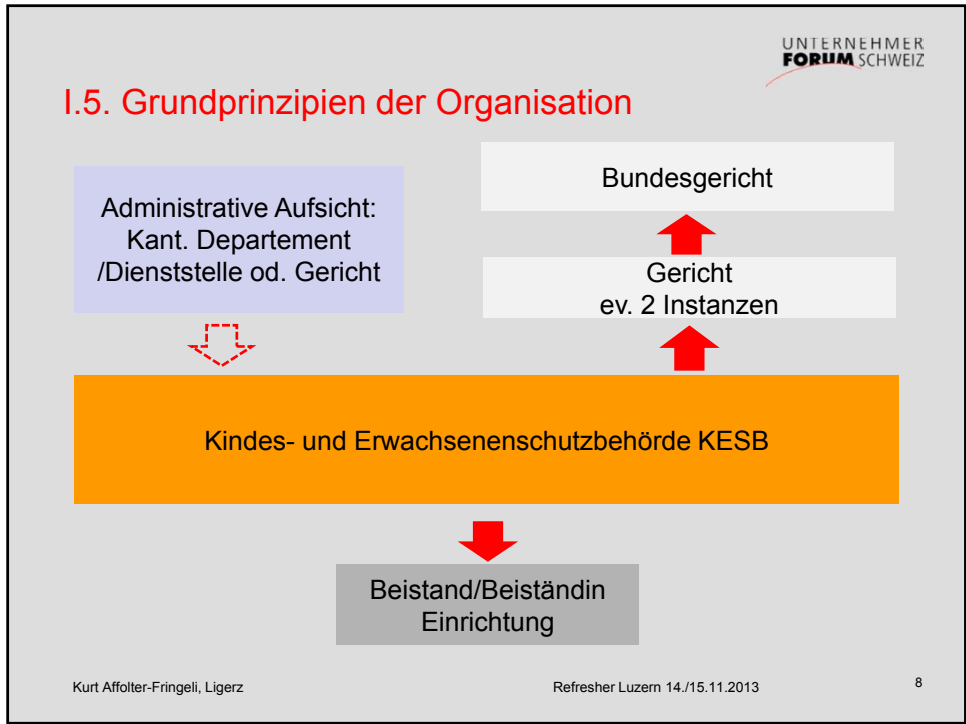 UNTERNEHMER
FORUM SCHWEIZ
I.5. Grundprinzipien der Organisation
Administrative Aufsicht:
Kant. Departement
/Dienststelle od. Gericht
Bundesgericht
Gericht
ev. 2 Instanzen
Kindes- und Erwachsenenschutzbehörde KESB
Beistand/Beiständin
Einrichtung
Kurt Affolter-Fringeli, Ligerz
Refresher Luzern 14./15.11.2013
8